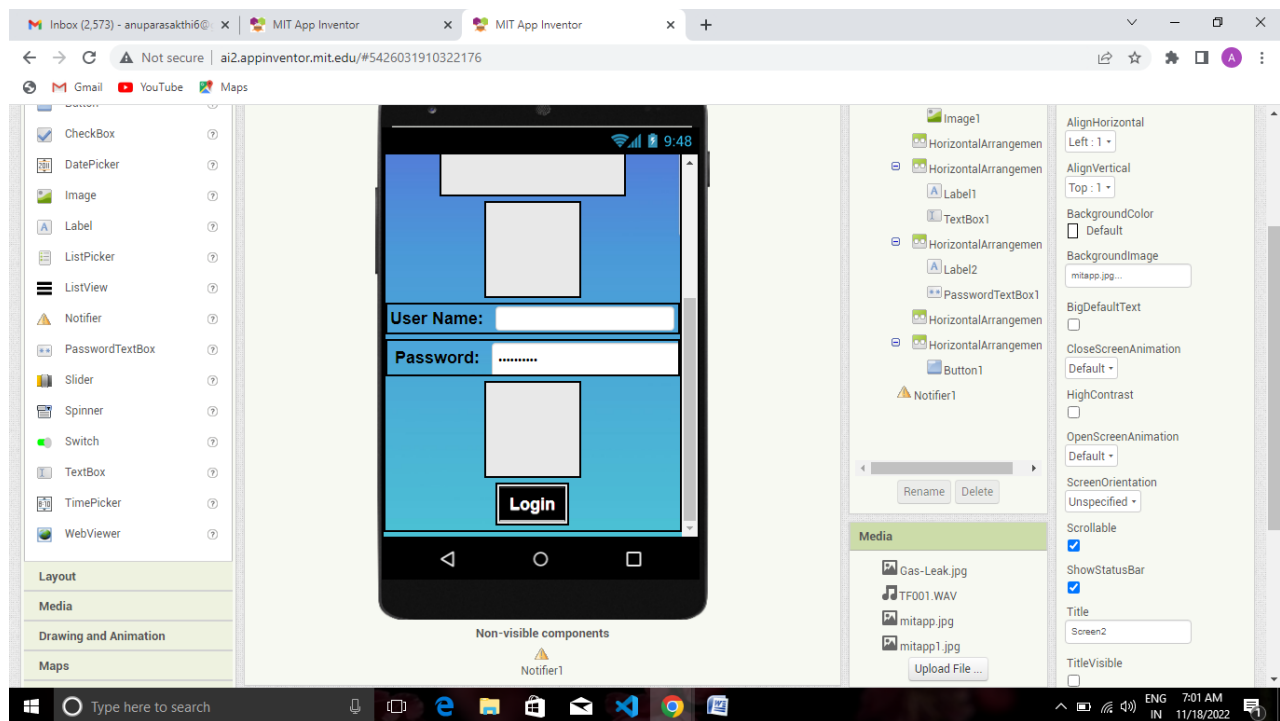 Inbox (2,573) - anuparasakthi6@
MIT App Inventor
MIT App Inventor
Not secure
ai2.appinventor.mit.edu/#5426031910322176
A
Gmail
YouTube
Maps
Button
CheckBox
DatePicker
Image
Label
ListPicker
ListView
Notifier
PasswordTextBox
Slider
Spinner
Switch
TextBox
TimePicker
WebViewer
Layout
Media
Drawing and Animation
Maps
9:48
User Name:
Password:
Login
Non-visible components
Notifier1
Image1
HorizontalArrangemen
HorizontalArrangemen
Label1
TextBox1
HorizontalArrangemen
Label2
PasswordTextBox1
HorizontalArrangemen
HorizontalArrangemen
Button1
Notifier1
Rename
Delete
Media
Gas-Leak.jpg
TF001.WAV
mitapp.jpg
mitapp1.jpg
Upload File ...
AlignHorizontal
Left : 1
AlignVertical
Top : 1
BackgroundColor
Default
BackgroundImage
mitapp.jpg...
BigDefaultText
CloseScreenAnimation
Default
HighContrast
OpenScreenAnimation
Default
ScreenOrientation
Unspecified
Scrollable
ShowStatusBar
Title
Screen2
TitleVisible
Type here to search
ENG
IN
7:01 AM
11/18/2022